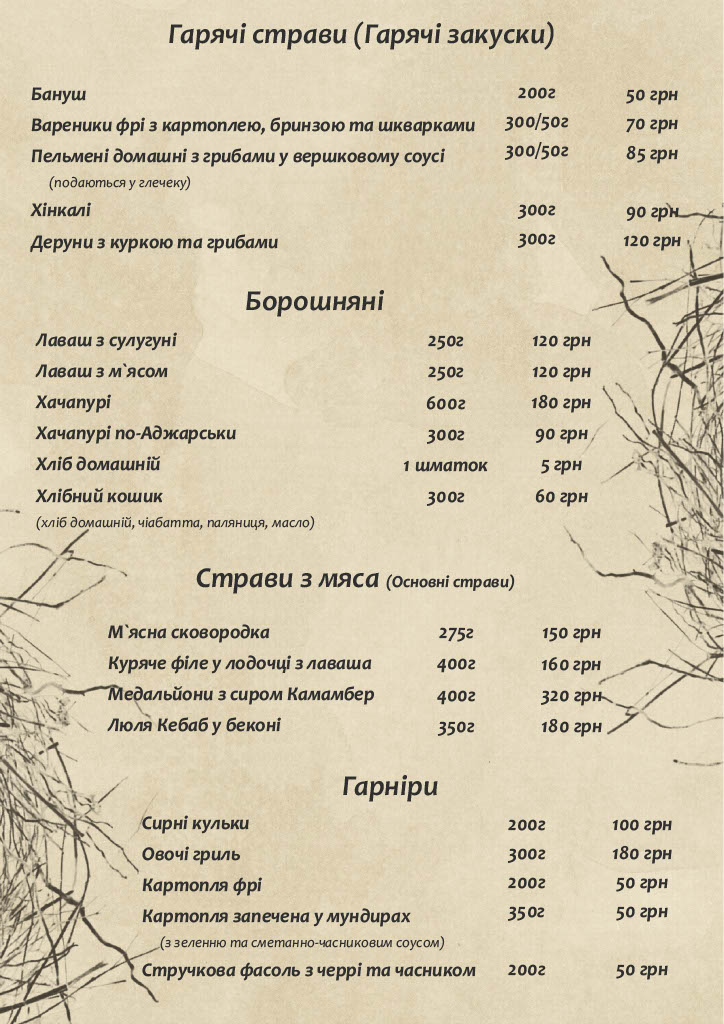 Гарячі страви (Гарячі закуски)
Бануш 200г 50 грн
Вареники фрі з картоплею, бринзою та шкварками 300/50г 70 грн
Пельмені домашні з грибами у вершковому соусі 300/50г 85 грн
(подаються у глечеку)
Хінкалі 300г 90 грн
Деруни з куркою та грибами 300г 120 грн
Борошняні
Лаваш з сулугуні 250г 120 грн
Лаваш з м`ясом 250г 120 грн
Хачапурі 600г 180 грн
Хачапурі по-Аджарськи 300г 90 грн
Хліб домашній 1 шматок 5 грн
Хлібний кошик 300г 60 грн
(хліб домашній, чіабатта, паляниця, масло)
Страви з мяса (Основні страви)
М`ясна сковородка 275г 150 грн
Куряче філе у лодочці з лаваша 400г 160 грн
Медальйони з сиром Камамбер 400г 320 грн
Люля Кебаб у беконі 350г 180 грн
Гарніри
Сирні кульки 200г 100 грн
Овочі гриль 300г 180 грн
Картопля фрі 200г 50 грн
Картопля запечена у мундирах 350г 50 грн
(з зеленню та сметанно-часниковим соусом)
Стручкова фасоль з черрі та часником 200г 50 грн